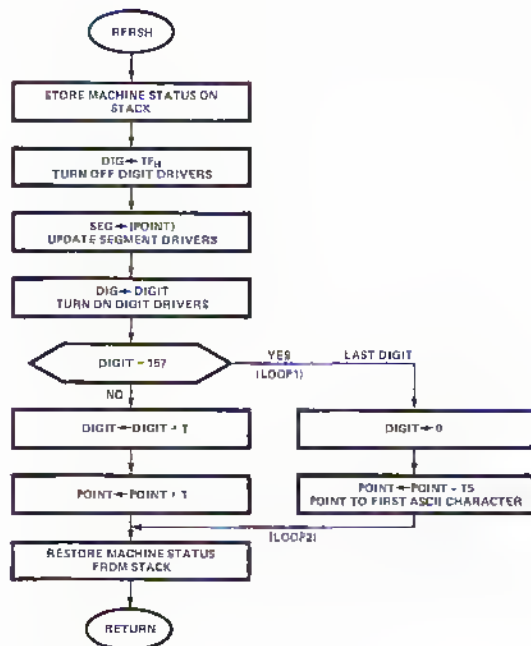 RFRSH
STORE MACHINE STATUS ON
STACK
DIG←1FH
TURN OFF DIGIT DRIVERS
SEG←(POINT)
UPDATE SEGMENT DRIVERS
DIG←DIGIT
TURN ON DIGIT DRIVERS
DIGIT = 15?
YES
LAST DIGIT
(LOOP1)
NO
DIGIT←DIGIT + 1
DIGIT←0
POINT←POINT + 1
POINT←POINT - 15
POINT TO FIRST ASCII CHARACTER
(LOOP2)
RESTORE MACHINE STATUS
FROM STACK
RETURN